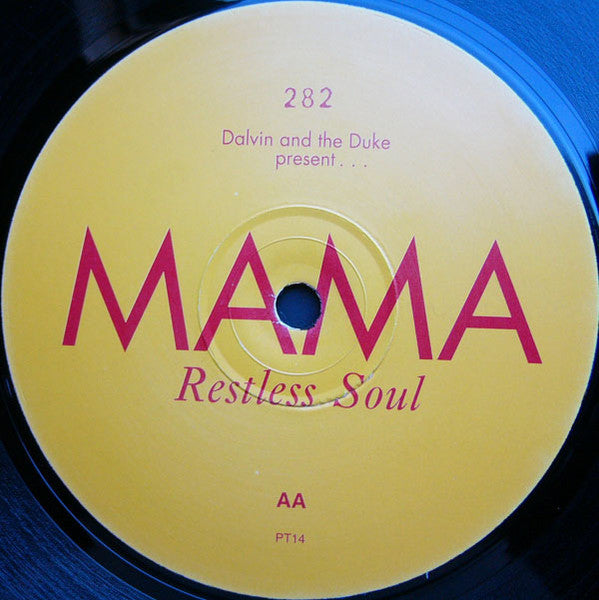 282
Dalvin and the Duke
present...
MAMA
Restless Soul
AA
PT14